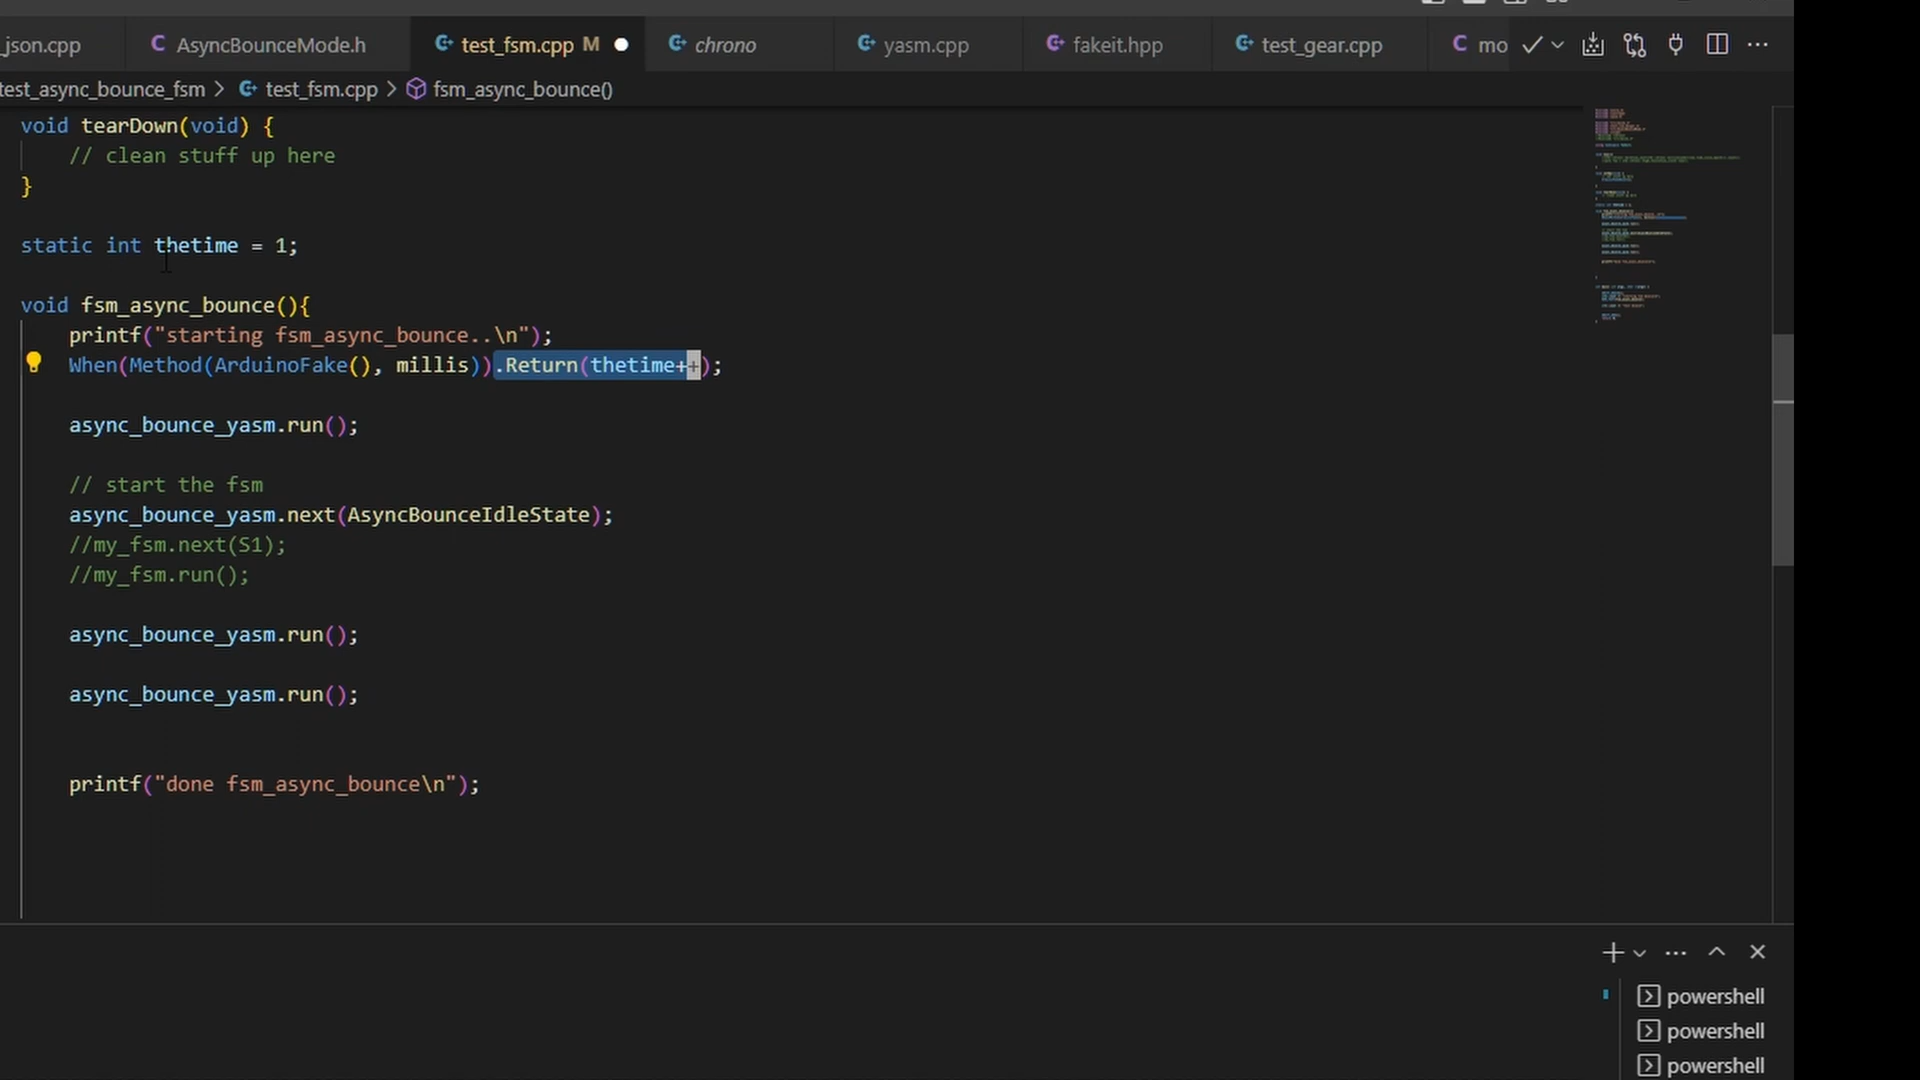 json.cpp
AsyncBounceMode.h
test_fsm.cpp M
chrono
yasm.cpp
fakeit.hpp
test_gear.cpp
mo
test_async_bounce_fsm > test_fsm.cpp > fsm_async_bounce()
void tearDown(void) {
// clean stuff up here
}
static int thetime = 1;
void fsm_async_bounce(){
printf("starting fsm_async_bounce..\n");
When(Method(ArduinoFake(), millis)).Return(thetime++);
async_bounce_yasm.run();
// start the fsm
async_bounce_yasm.next(AsyncBounceIdleState);
//my_fsm.next(S1);
//my_fsm.run();
async_bounce_yasm.run();
async_bounce_yasm.run();
printf("done fsm_async_bounce\n");
powershell
powershell
powershell